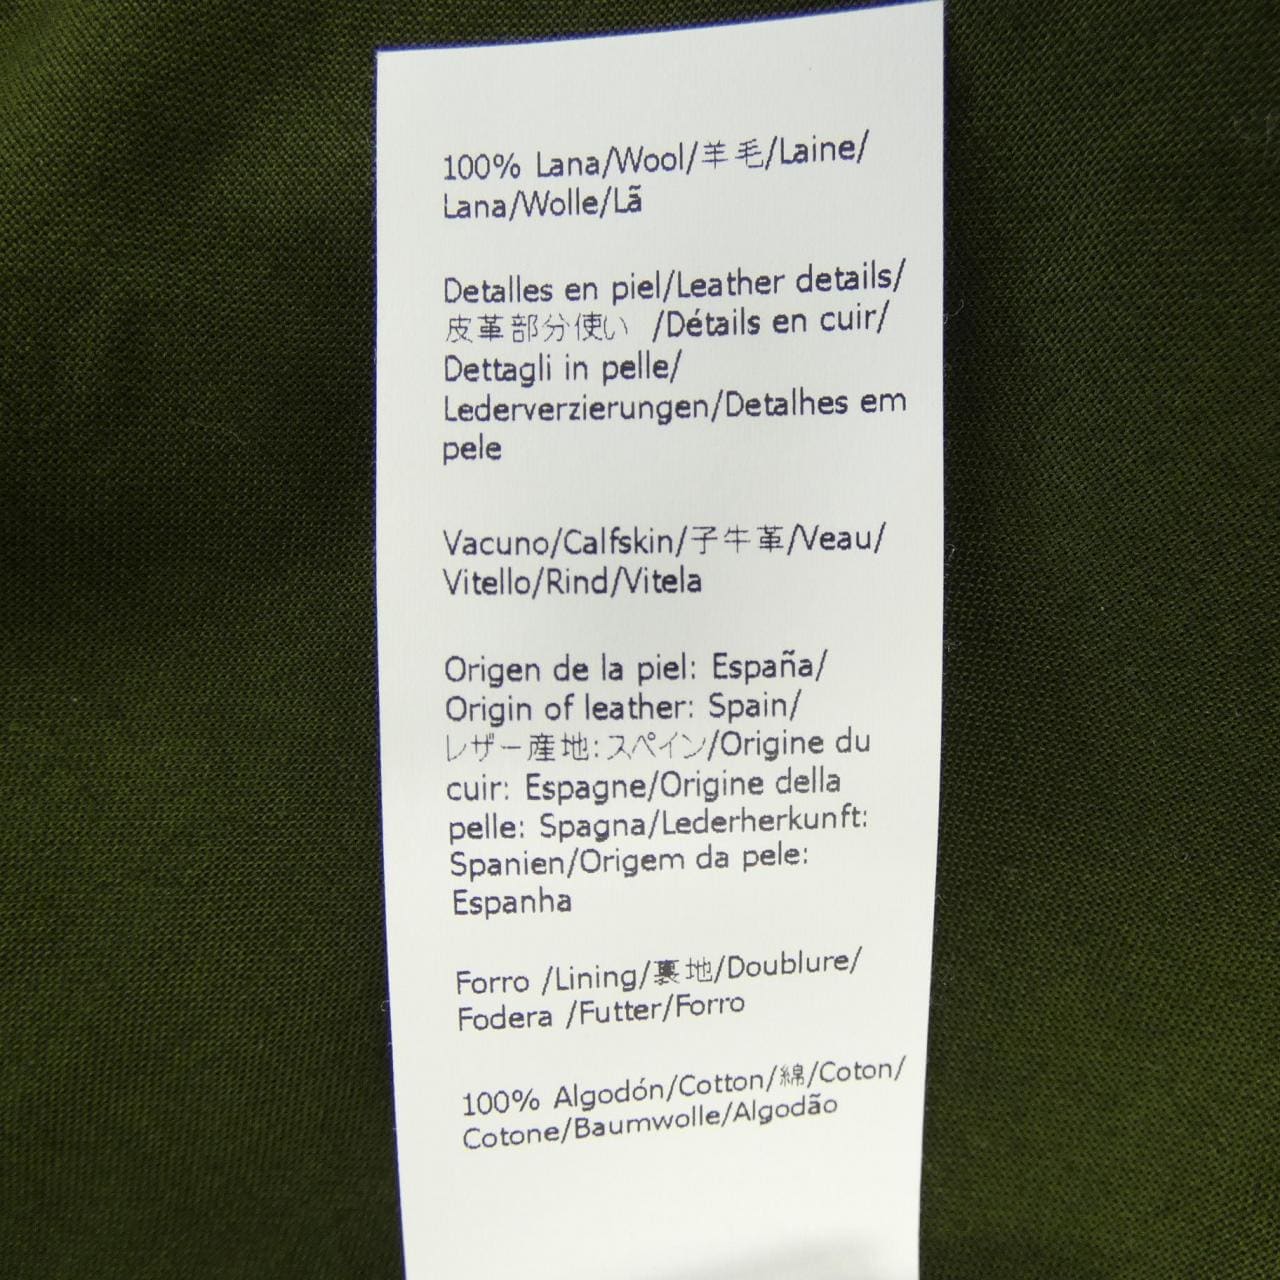 100% Lana/Wool/羊毛/Laine/
Lana/Wolle/Lã
Detalles en piel/Leather details/
皮革部分使い /Détails en cuir/
Dettagli in pelle/
Lederverzierungen/Detalhes em
pele
Vacuno/Calfskin/子牛革/Veau/
Vitello/Rind/Vitela
Origen de la piel: España/
Origin of leather: Spain/
レザー産地:スペイン/Origine du
cuir: Espagne/Origine della
pelle: Spagna/Lederherkunft:
Spanien/Origem da pele:
Espanha
Forro /Lining/裏地/Doublure/
Fodera /Futter/Forro
100% Algodón/Cotton/綿/Coton/
Cotone/Baumwolle/Algodão